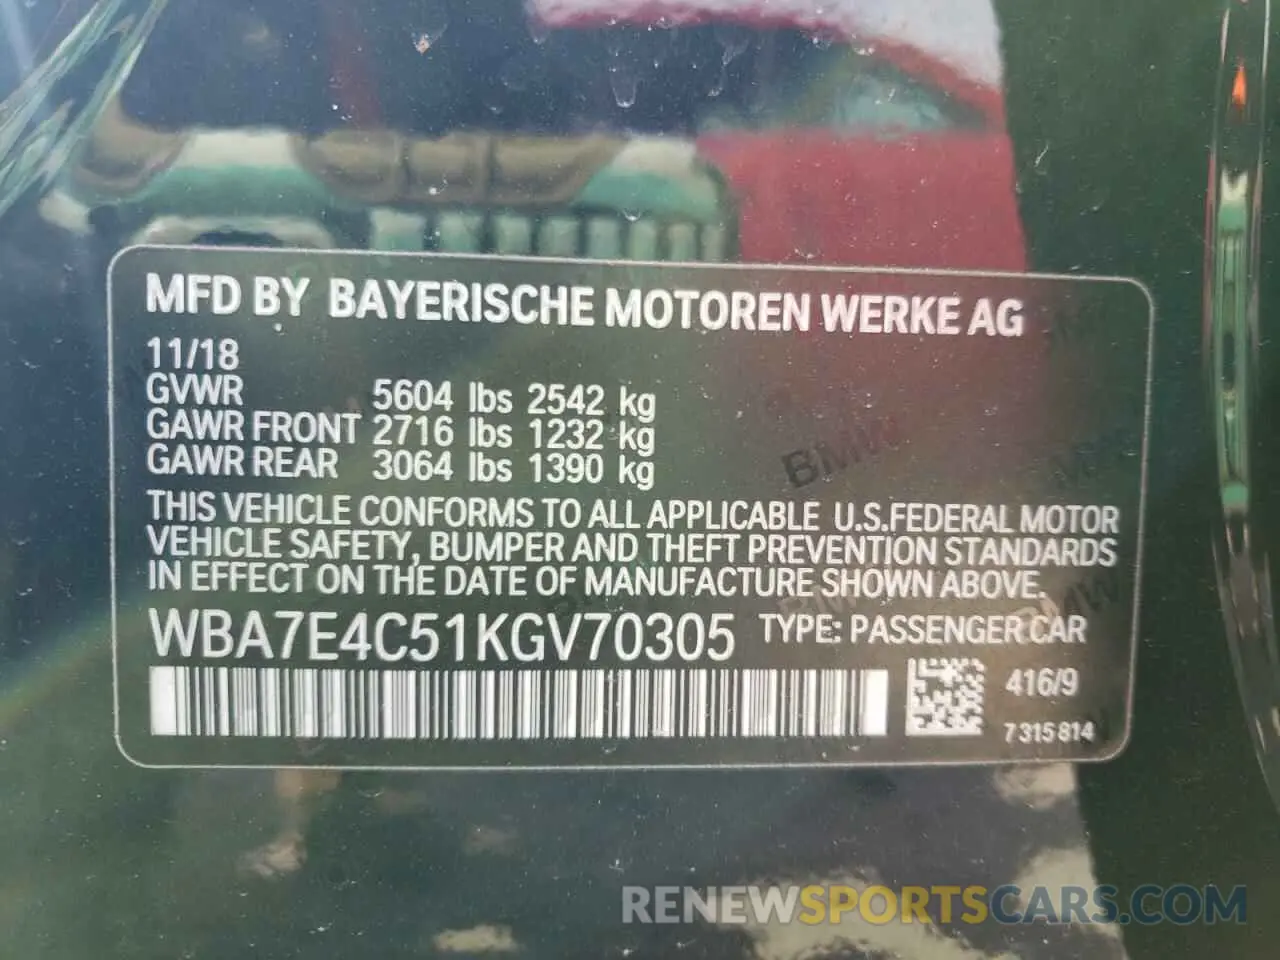 MFD BY BAYERISCHE MOTOREN WERKE AG
11/18
GVWR 5604 lbs 2542 kg
GAWR FRONT 2716 lbs 1232 kg
GAWR REAR 3064 lbs 1390 kg
THIS VEHICLE CONFORMS TO ALL APPLICABLE U.S.FEDERAL MOTOR
VEHICLE SAFETY, BUMPER AND THEFT PREVENTION STANDARDS
IN EFFECT ON THE DATE OF MANUFACTURE SHOWN ABOVE.
WBA7E4C51KGV70305 TYPE: PASSENGER CAR
416/9
7 315 814
BMW
BMW
RENEWSPORTSCARS.COM